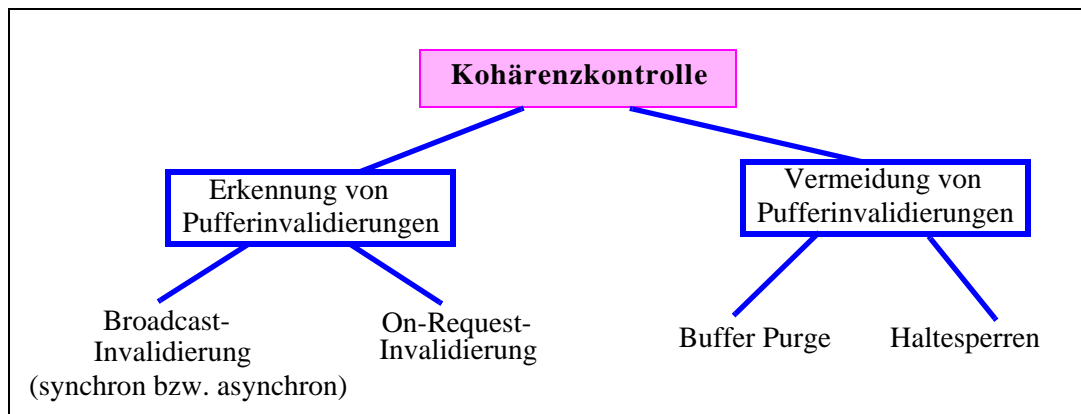 Kohärenzkontrolle
Erkennung von
Pufferinvalidierungen
Vermeidung von
Pufferinvalidierungen
Broadcast-
Invalidierung
(synchron bzw. asynchron)
On-Request-
Invalidierung
Buffer Purge
Haltesperren